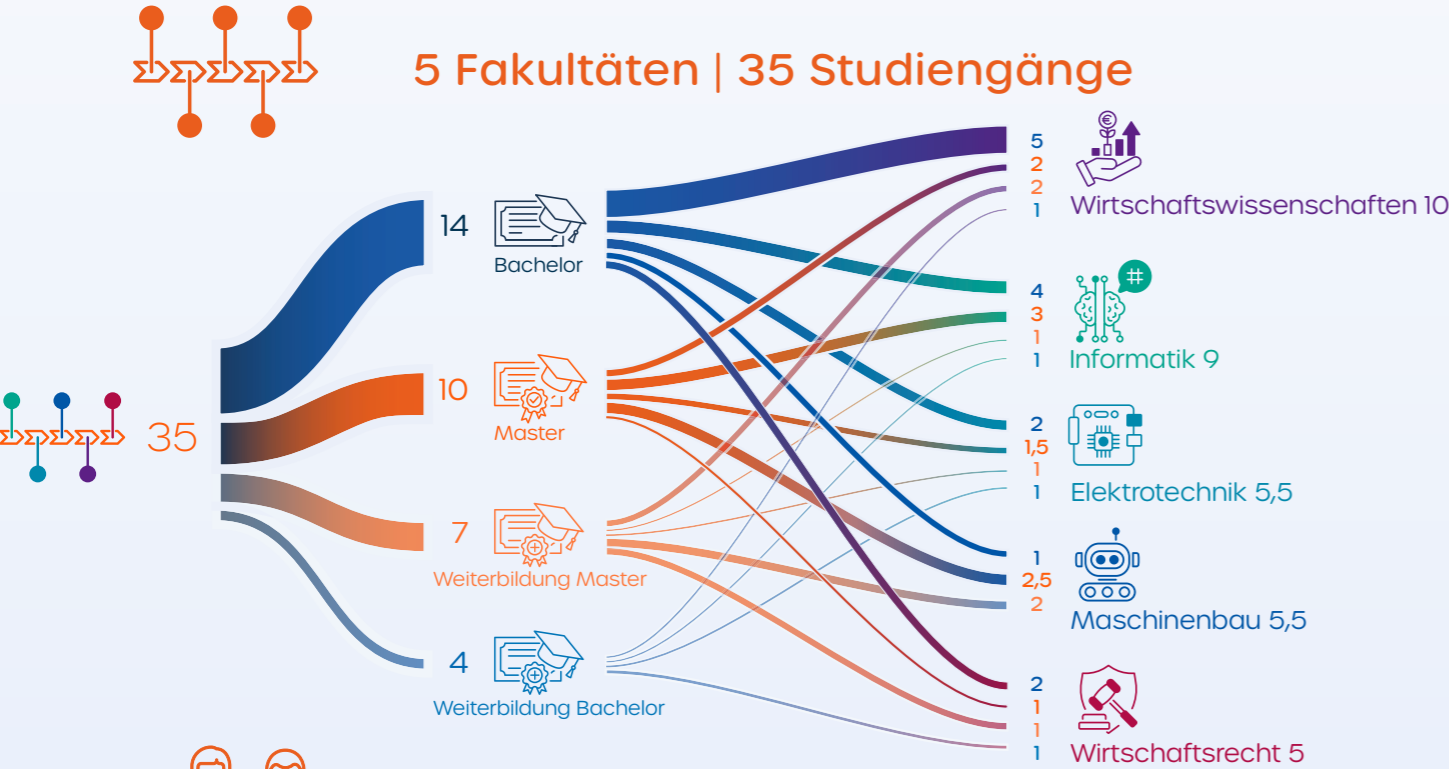 5 Fakultäten | 35 Studiengänge
35
14
Bachelor
10
Master
7
Weiterbildung Master
4
Weiterbildung Bachelor
5
2
2
1
€
Wirtschaftswissenschaften 10
4
3
1
1
#
Informatik 9
2
1,5
1
1
Elektrotechnik 5,5
1
2,5
2
Maschinenbau 5,5
2
1
1
1
Wirtschaftsrecht 5